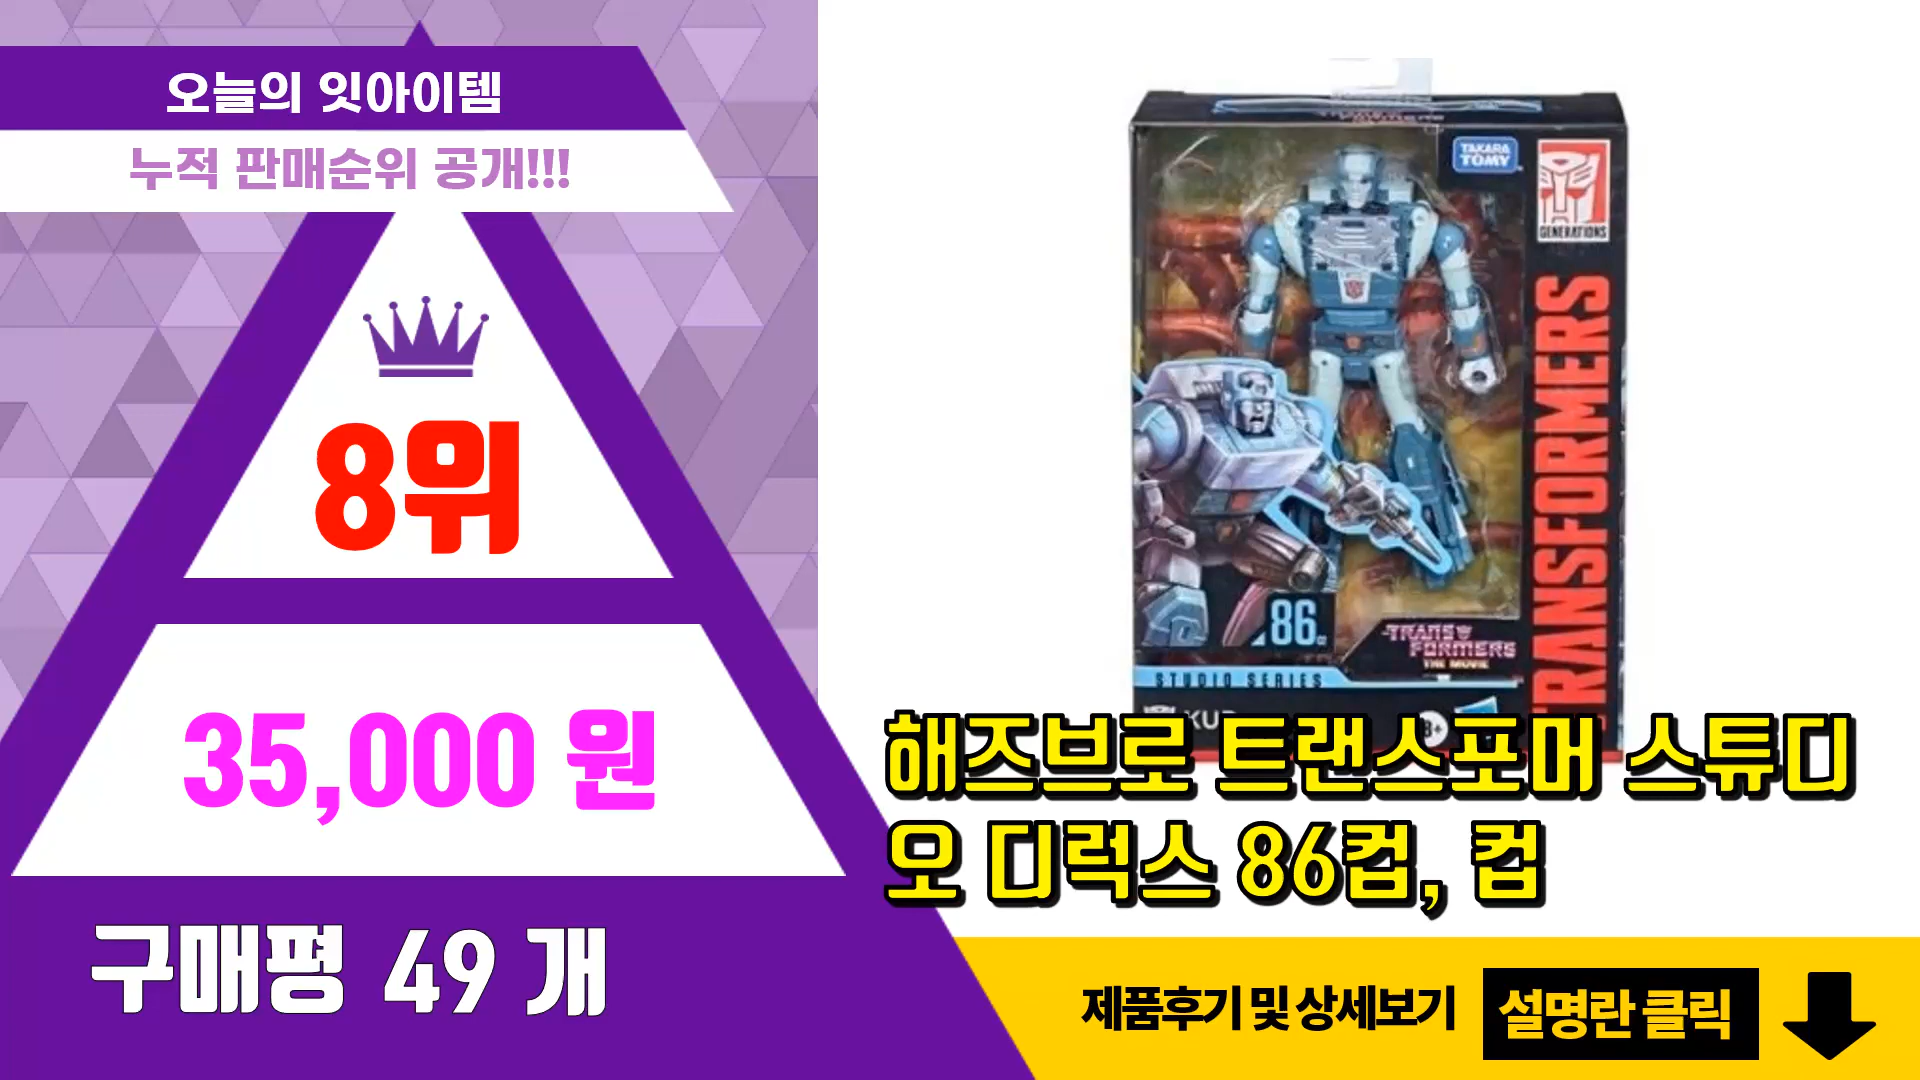 오늘의 잇아이템
누적 판매순위 공개!!!
8위
35,000 원
구매평 49 개
TAKARA
TOMY
GENERATIONS
TRANSFORMERS
86
TRANS
FORMERS
THE MOVIE
STUDIO SERIES
해즈브로 트랜스포머 스튜디
오 디럭스 86컵, 컵
제품후기 및 상세보기
설명란 클릭